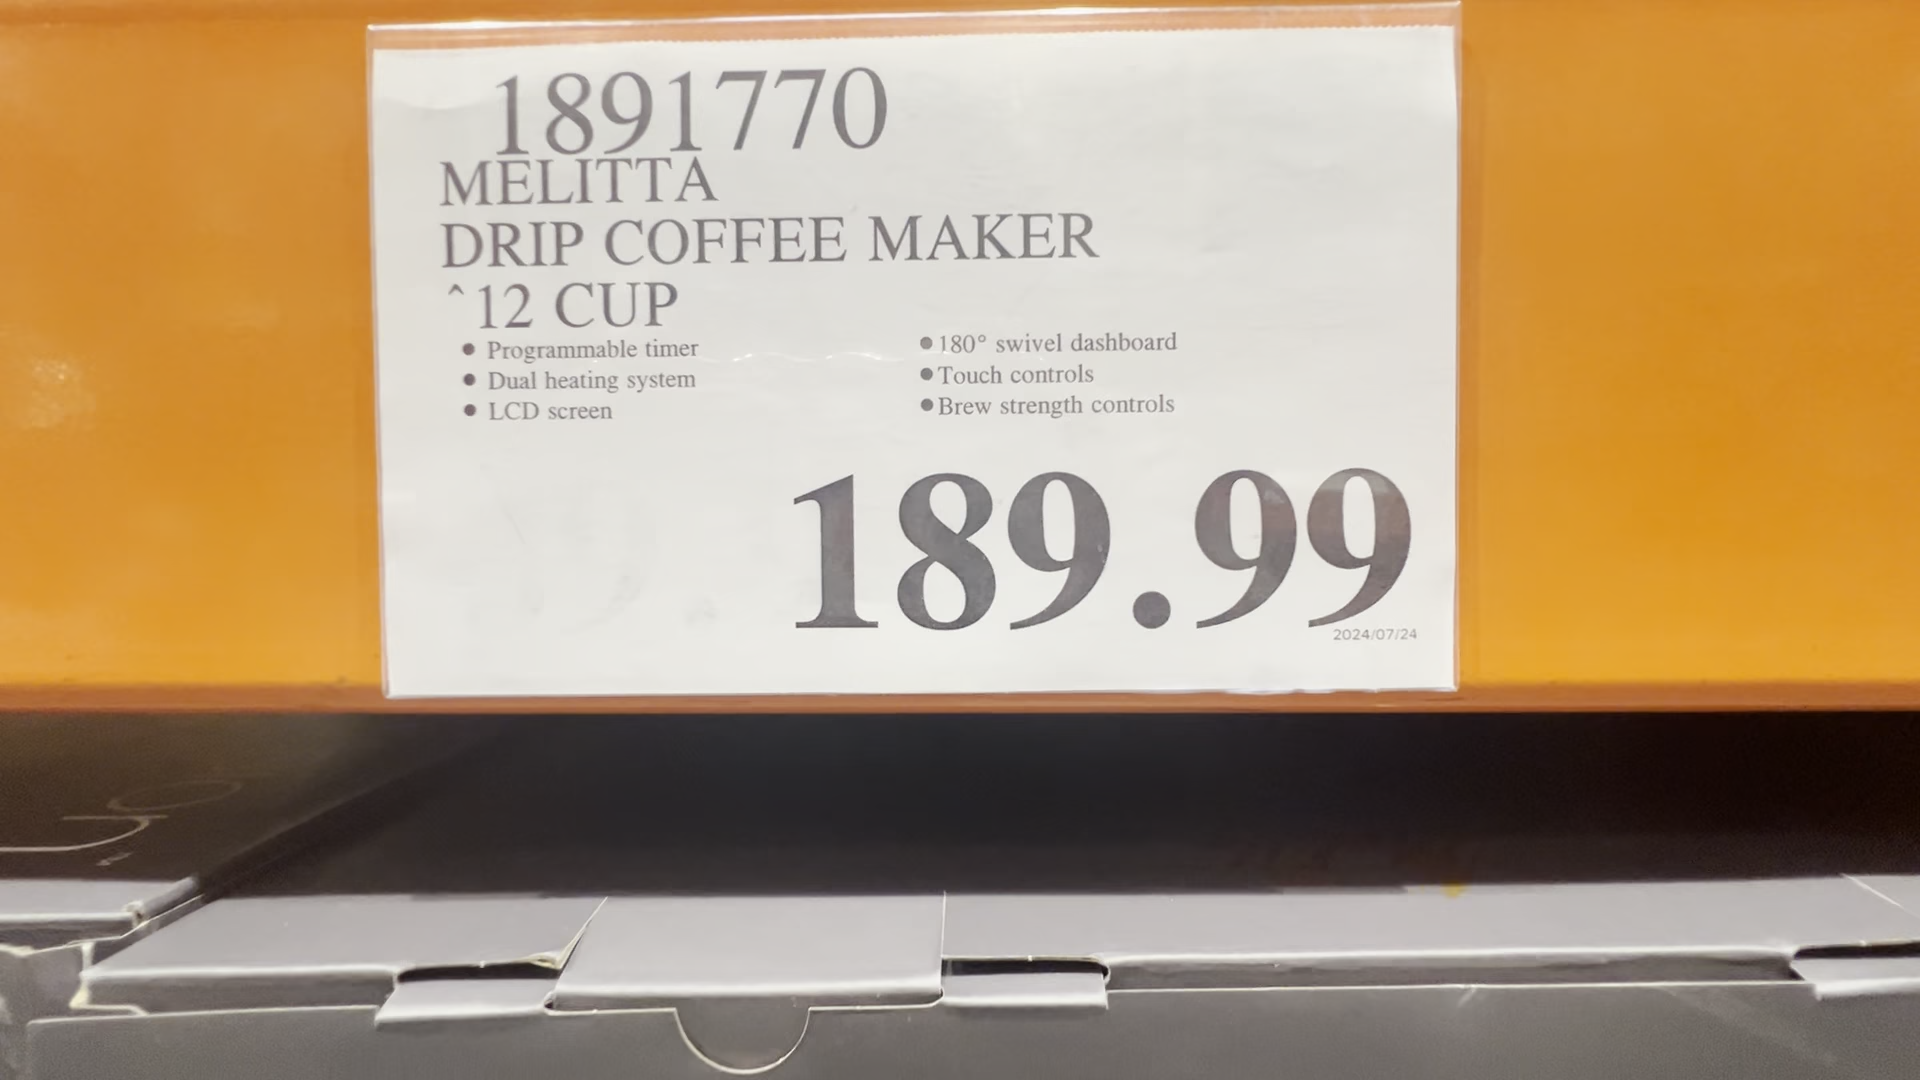 1891770
MELITTA
DRIP COFFEE MAKER
^12 CUP
• Programmable timer
• Dual heating system
• LCD screen
• 180° swivel dashboard
• Touch controls
• Brew strength controls
189.99
2024/07/24